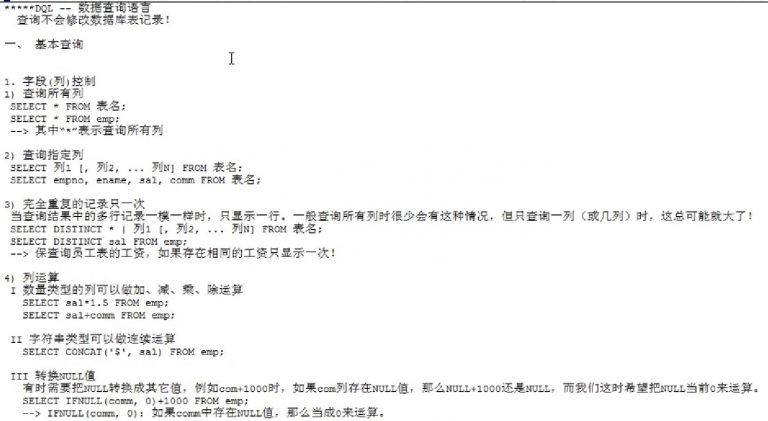 *****DQL -- 数据查询语言
查询不会修改数据库表记录！
一、 基本查询
1. 字段(列)控制
1) 查询所有列
SELECT * FROM 表名;
SELECT * FROM emp;
--> 其中“*”表示查询所有列
2) 查询指定列
SELECT 列1 [, 列2, ... 列N] FROM 表名;
SELECT empno, ename, sal, comm FROM 表名;
3) 完全重复的记录只一次
当查询结果中的多行记录一模一样时，只显示一行。一般查询所有列时很少会有这种情况，但只查询一列（或几列）时，这总可能就大了！
SELECT DISTINCT * | 列1 [, 列2, ... 列N] FROM 表名;
SELECT DISTINCT sal FROM emp;
--> 保查询员工表的工资，如果存在相同的工资只显示一次！
4) 列运算
I 数量类型的列可以做加、减、乘、除运算
SELECT sal*1.5 FROM emp;
SELECT sal+comm FROM emp;
II 字符串类型可以做连续运算
SELECT CONCAT('$', sal) FROM emp;
III 转换NULL值
有时需要把NULL转换成其它值，例如com+1000时，如果com列存在NULL值，那么NULL+1000还是NULL，而我们这时希望把NULL当前0来运算。
SELECT IFNULL(comm, 0)+1000 FROM emp;
--> IFNULL(comm, 0)：如果comm中存在NULL值，那么当成0来运算。